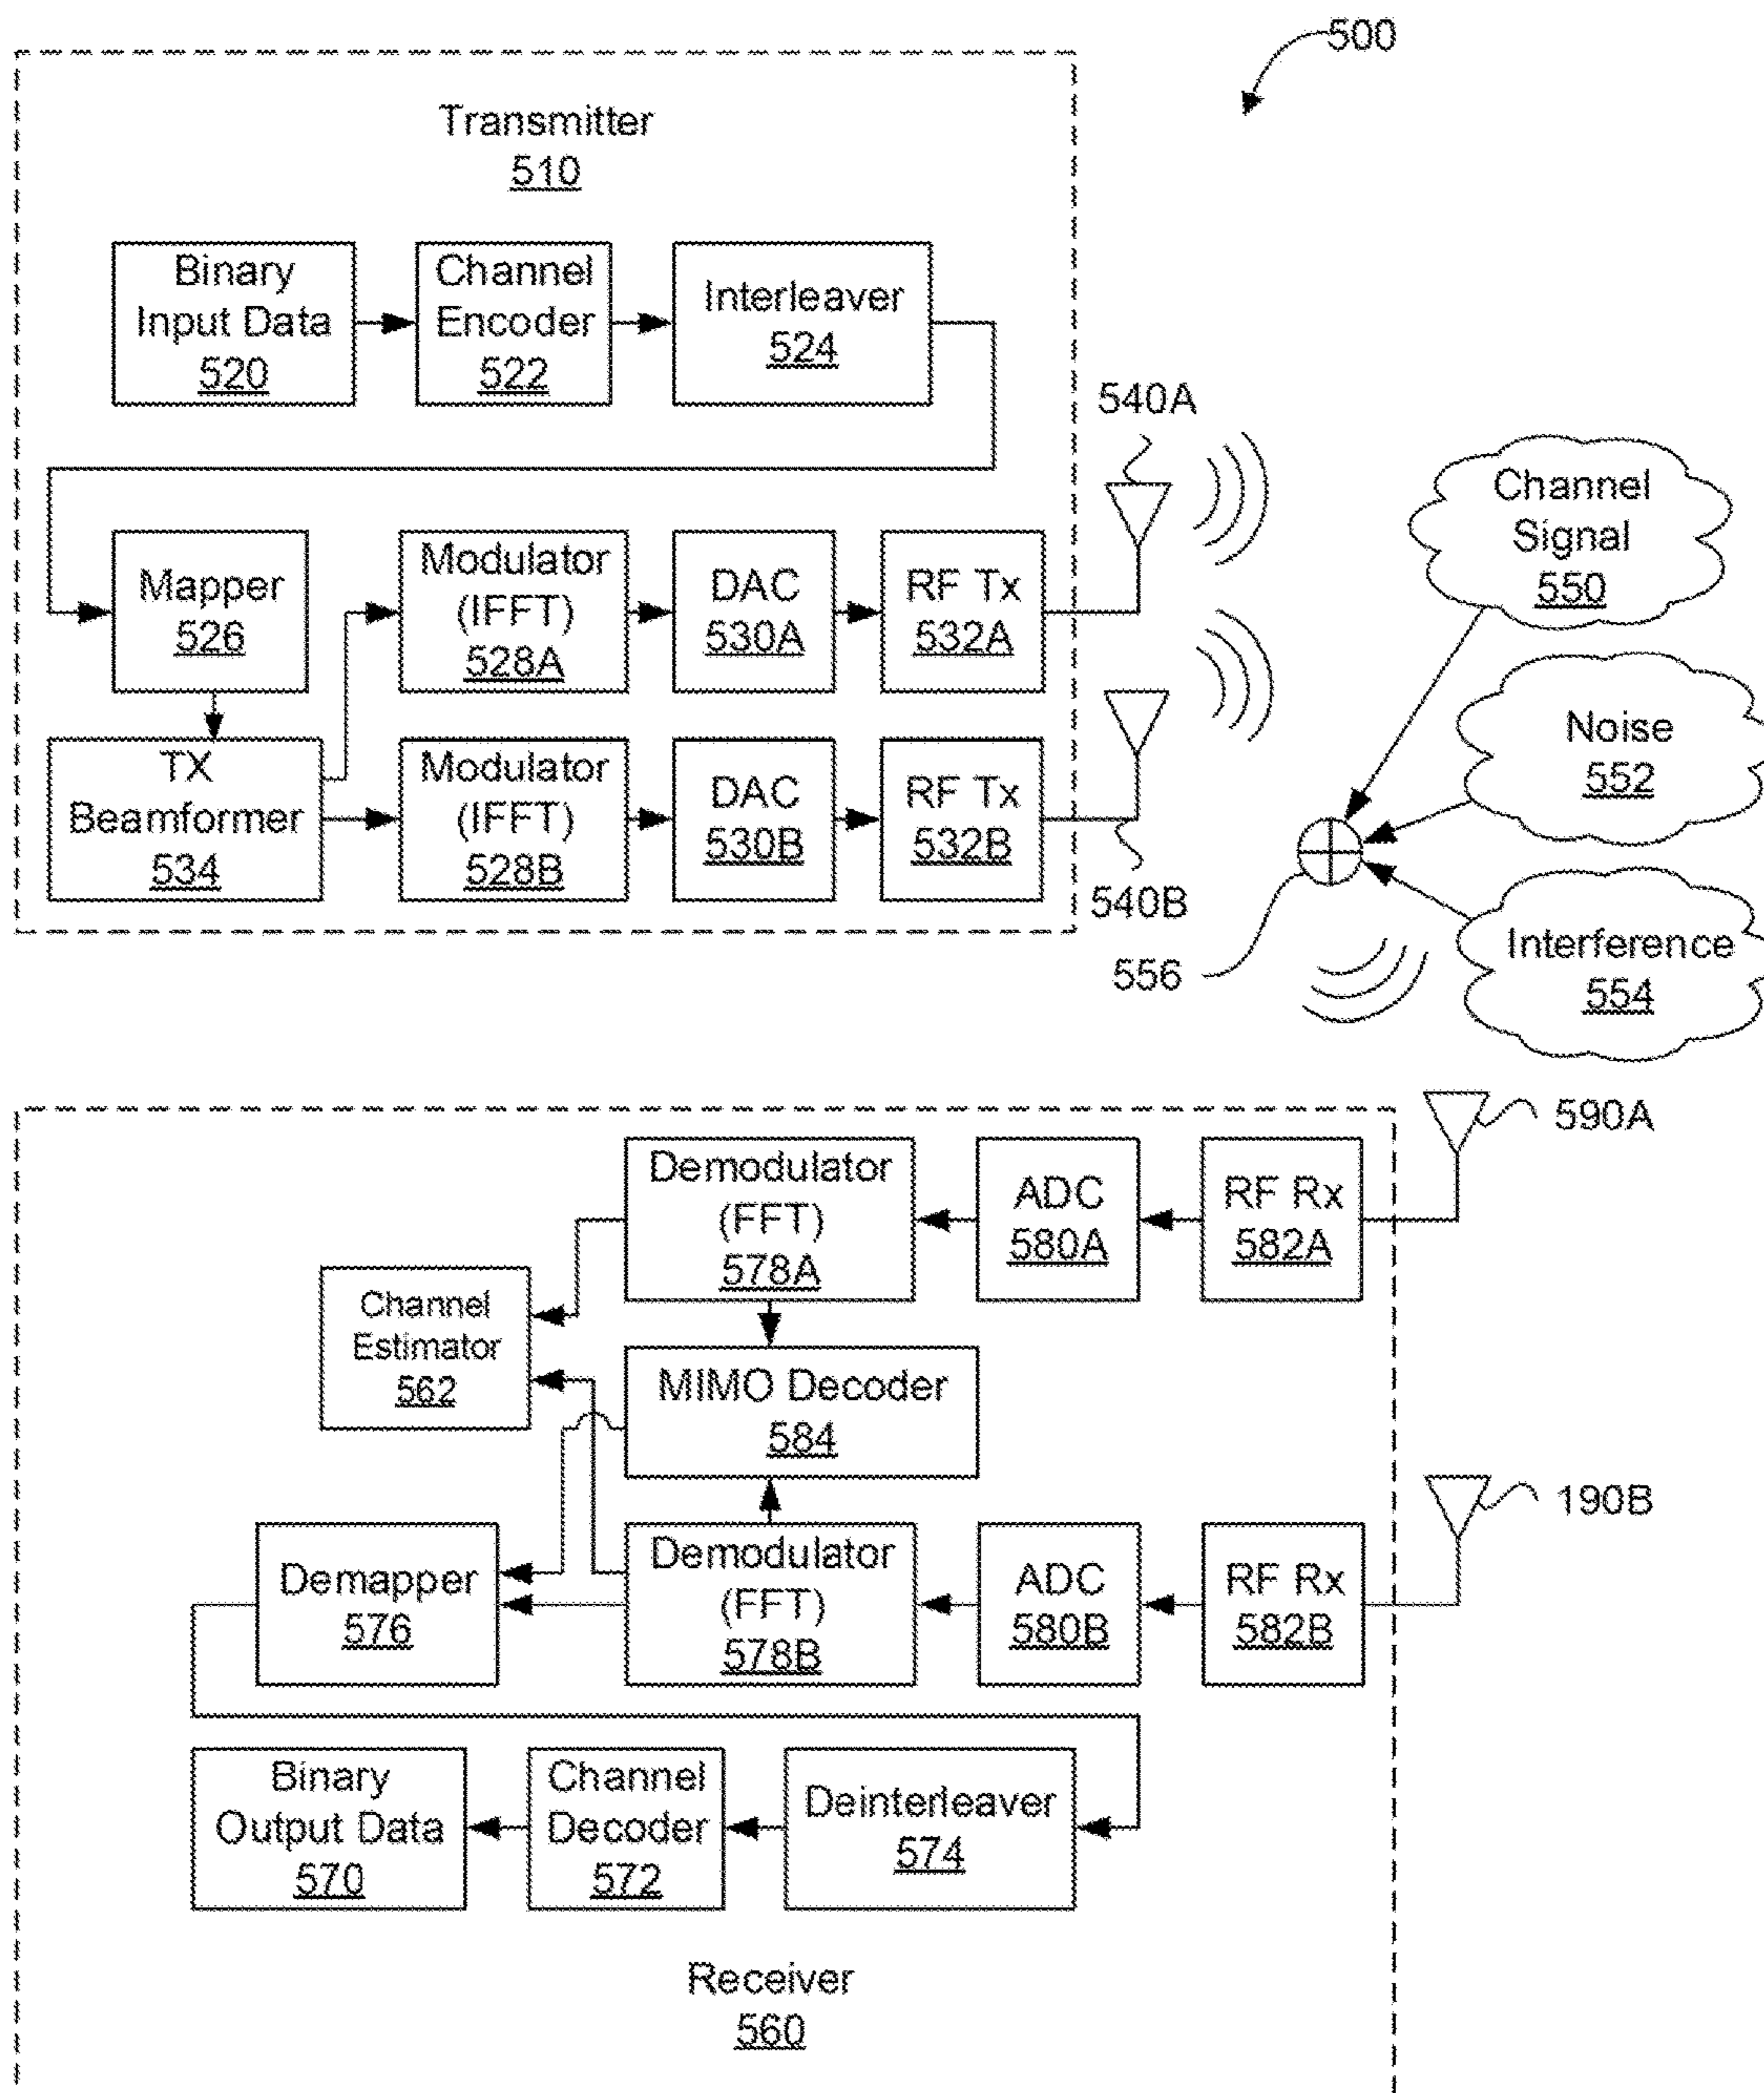 500
Transmitter
510
Binary
Input Data
520
Channel
Encoder
522
Interleaver
524
540A
Mapper
526
Modulator
(IFFT)
528A
DAC
530A
RF Tx
532A
TX
Beamformer
534
Modulator
(IFFT)
528B
DAC
530B
RF Tx
532B
540B
Channel
Signal
550
Noise
552
Interference
554
556
590A
Demodulator
(FFT)
578A
ADC
580A
RF Rx
582A
Channel
Estimator
562
MIMO Decoder
584
190B
Demapper
576
Demodulator
(FFT)
578B
ADC
580B
RF Rx
582B
Binary
Output Data
570
Channel
Decoder
572
Deinterleaver
574
Receiver
560